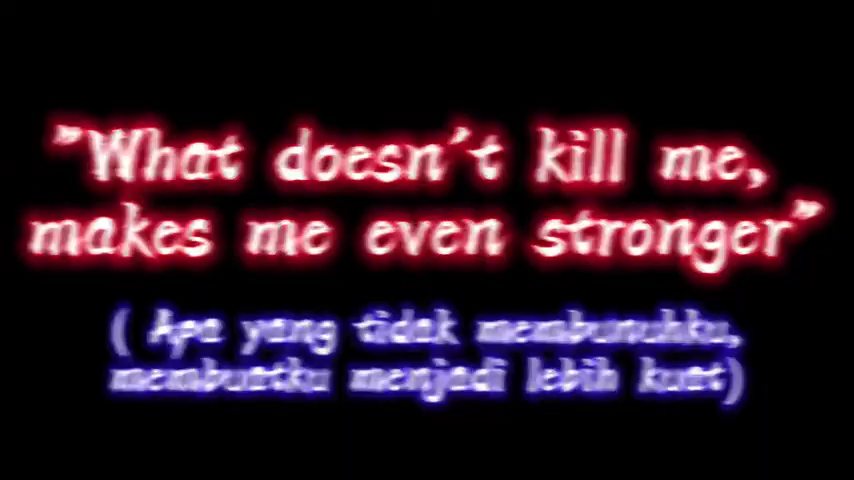 "What doesn't kill me,
makes me even stronger"
( Apa yang tidak membunuhku,
membuatku menjadi lebih kuat)